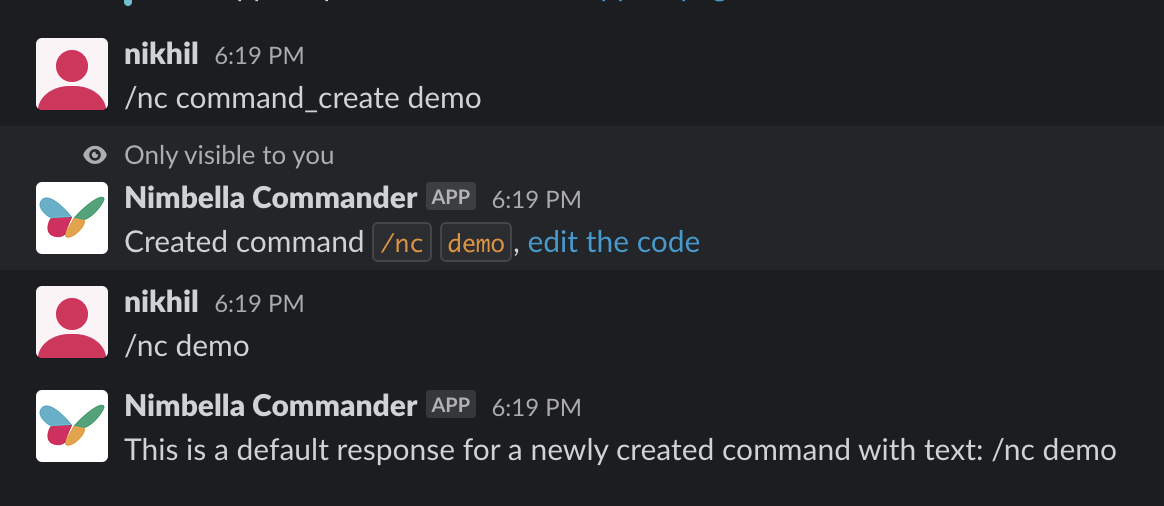 nikhil 6:19 PM
/nc command_create demo
Only visible to you
Nimbella Commander APP 6:19 PM
Created command /nc demo, edit the code
nikhil 6:19 PM
/nc demo
Nimbella Commander APP 6:19 PM
This is a default response for a newly created command with text: /nc demo